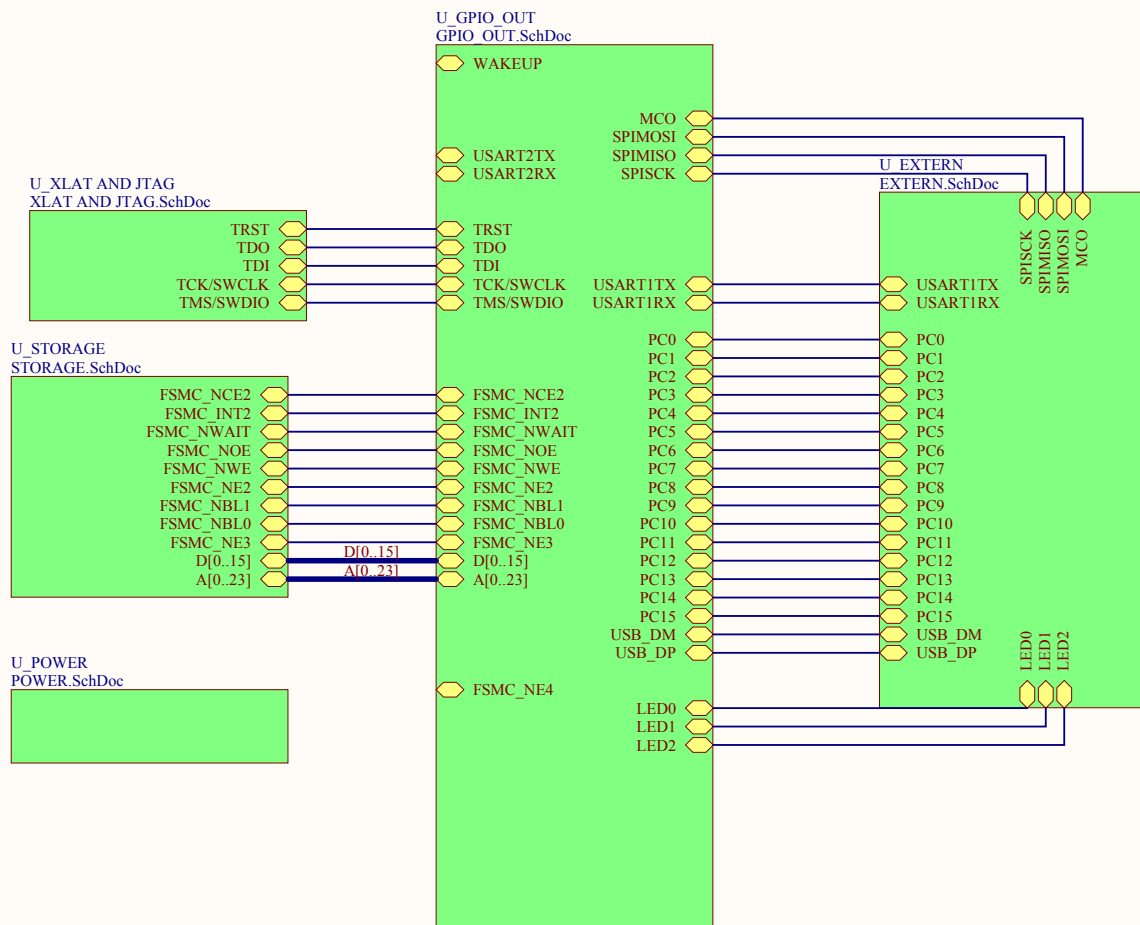 U_GPIO_OUT
GPIO_OUT.SchDoc
WAKEUP
USART2TX
USART2RX
TRST
TDO
TDI
TCK/SWCLK
TMS/SWDIO
FSMC_NCE2
FSMC_INT2
FSMC_NWAIT
FSMC_NOE
FSMC_NWE
FSMC_NE2
FSMC_NBL1
FSMC_NBL0
FSMC_NE3
D[0..15]
A[0..23]
FSMC_NE4
MCO
SPIMOSI
SPIMISO
SPISCK
USART1TX
USART1RX
PC0
PC1
PC2
PC3
PC4
PC5
PC6
PC7
PC8
PC9
PC10
PC11
PC12
PC13
PC14
PC15
USB_DM
USB_DP
LED0
LED1
LED2
U_XLAT AND JTAG
XLAT AND JTAG.SchDoc
TRST
TDO
TDI
TCK/SWCLK
TMS/SWDIO
U_STORAGE
STORAGE.SchDoc
FSMC_NCE2
FSMC_INT2
FSMC_NWAIT
FSMC_NOE
FSMC_NWE
FSMC_NE2
FSMC_NBL1
FSMC_NBL0
FSMC_NE3
D[0..15]
A[0..23]
D[0..15]
A[0..23]
U_POWER
POWER.SchDoc
U_EXTERN
EXTERN.SchDoc
SPISCK
SPIMISO
SPIMOSI
MCO
USART1TX
USART1RX
PC0
PC1
PC2
PC3
PC4
PC5
PC6
PC7
PC8
PC9
PC10
PC11
PC12
PC13
PC14
PC15
USB_DM
USB_DP
LED0
LED1
LED2